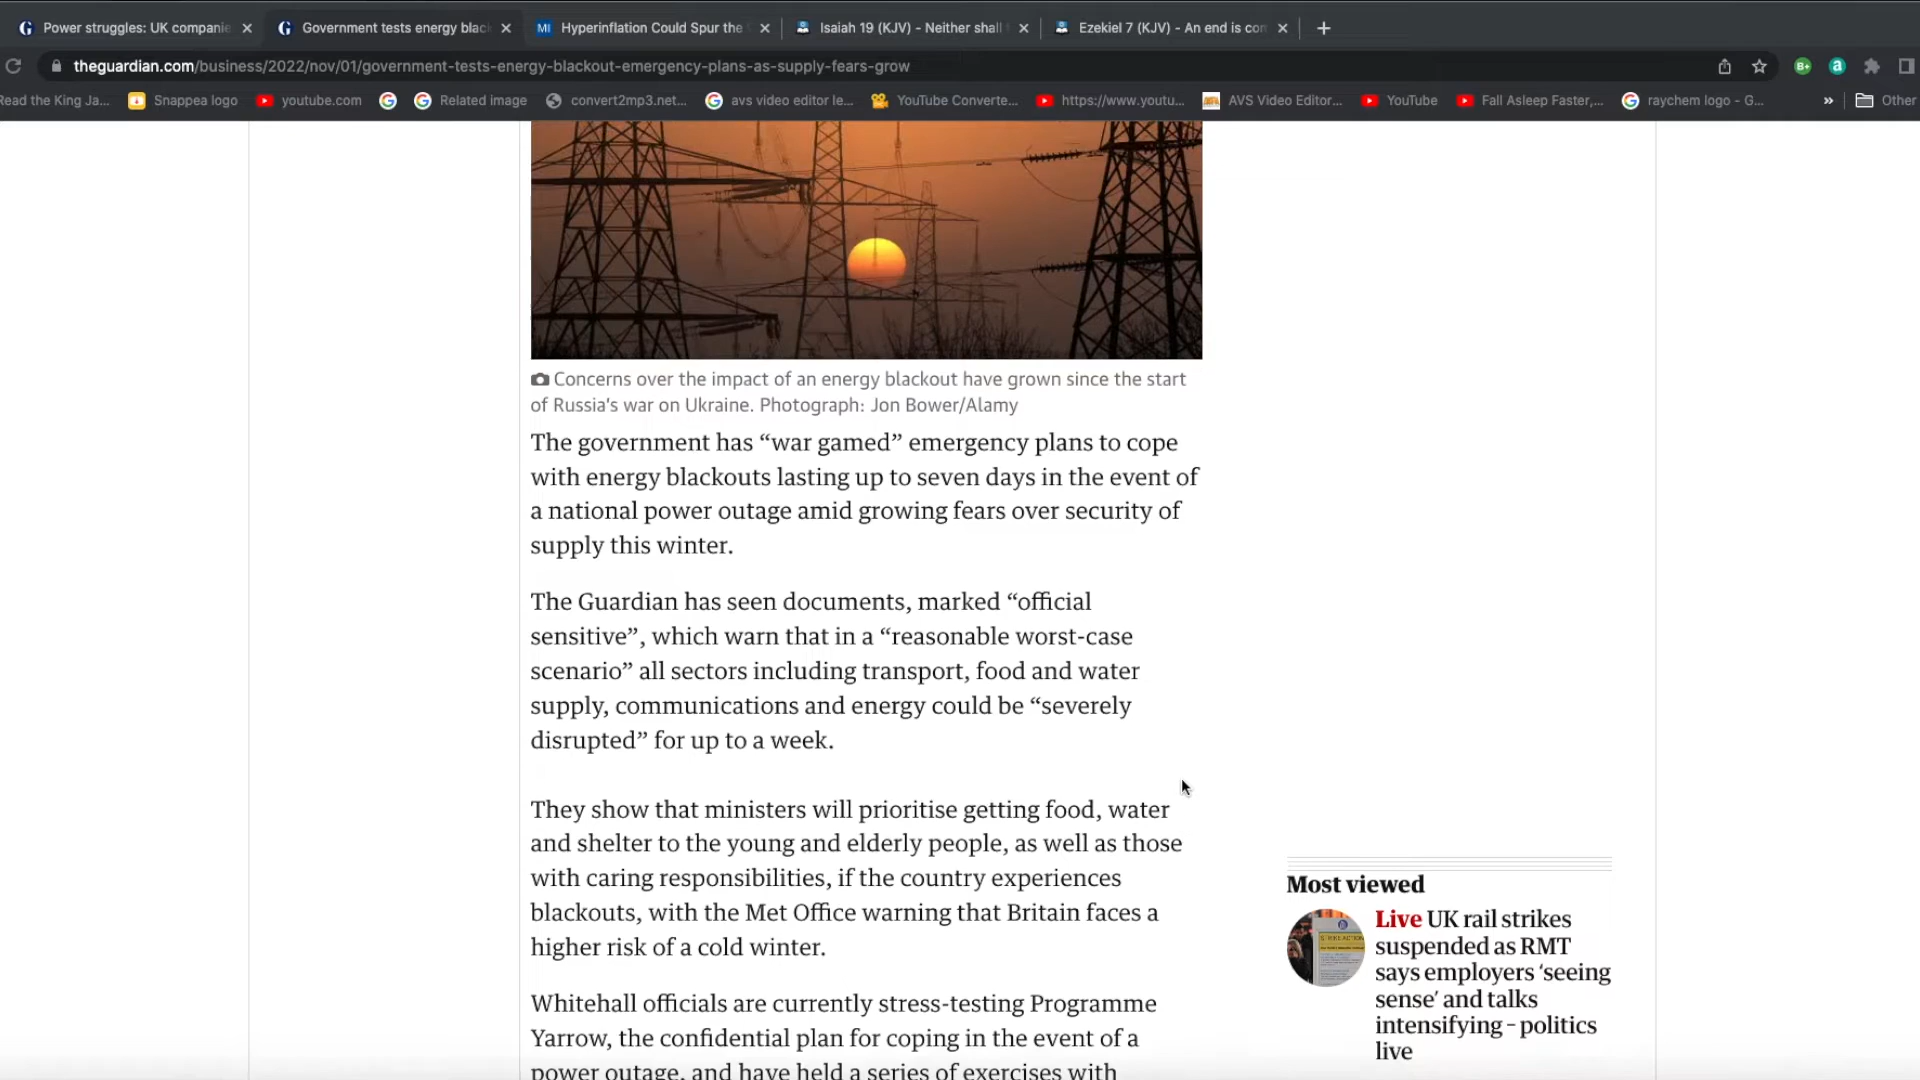 Power struggles: UK companie
Government tests energy blac
Hyperinflation Could Spur the
Isaiah 19 (KJV) - Neither shall
Ezekiel 7 (KJV) - An end is con
theguardian.com/business/2022/nov/01/government-tests-energy-blackout-emergency-plans-as-supply-fears-grow
Read the King Ja...
Snappea logo
youtube.com
Related image
convert2mp3.net...
avs video editor le...
YouTube Converte...
https://www.youtu...
AVS Video Editor...
YouTube
Fall Asleep Faster,...
raychem logo - G...
»
Other
Concerns over the impact of an energy blackout have grown since the start
of Russia's war on Ukraine. Photograph: Jon Bower/Alamy
The government has “war gamed” emergency plans to cope
with energy blackouts lasting up to seven days in the event of
a national power outage amid growing fears over security of
supply this winter.
The Guardian has seen documents, marked “official
sensitive”, which warn that in a “reasonable worst-case
scenario” all sectors including transport, food and water
supply, communications and energy could be “severely
disrupted” for up to a week.
They show that ministers will prioritise getting food, water
and shelter to the young and elderly people, as well as those
with caring responsibilities, if the country experiences
blackouts, with the Met Office warning that Britain faces a
higher risk of a cold winter.
Whitehall officials are currently stress-testing Programme
Yarrow, the confidential plan for coping in the event of a
power outage, and have held a series of exercises with
Most viewed
Live UK rail strikes
suspended as RMT
says employers ‘seeing
sense’ and talks
intensifying – politics
live